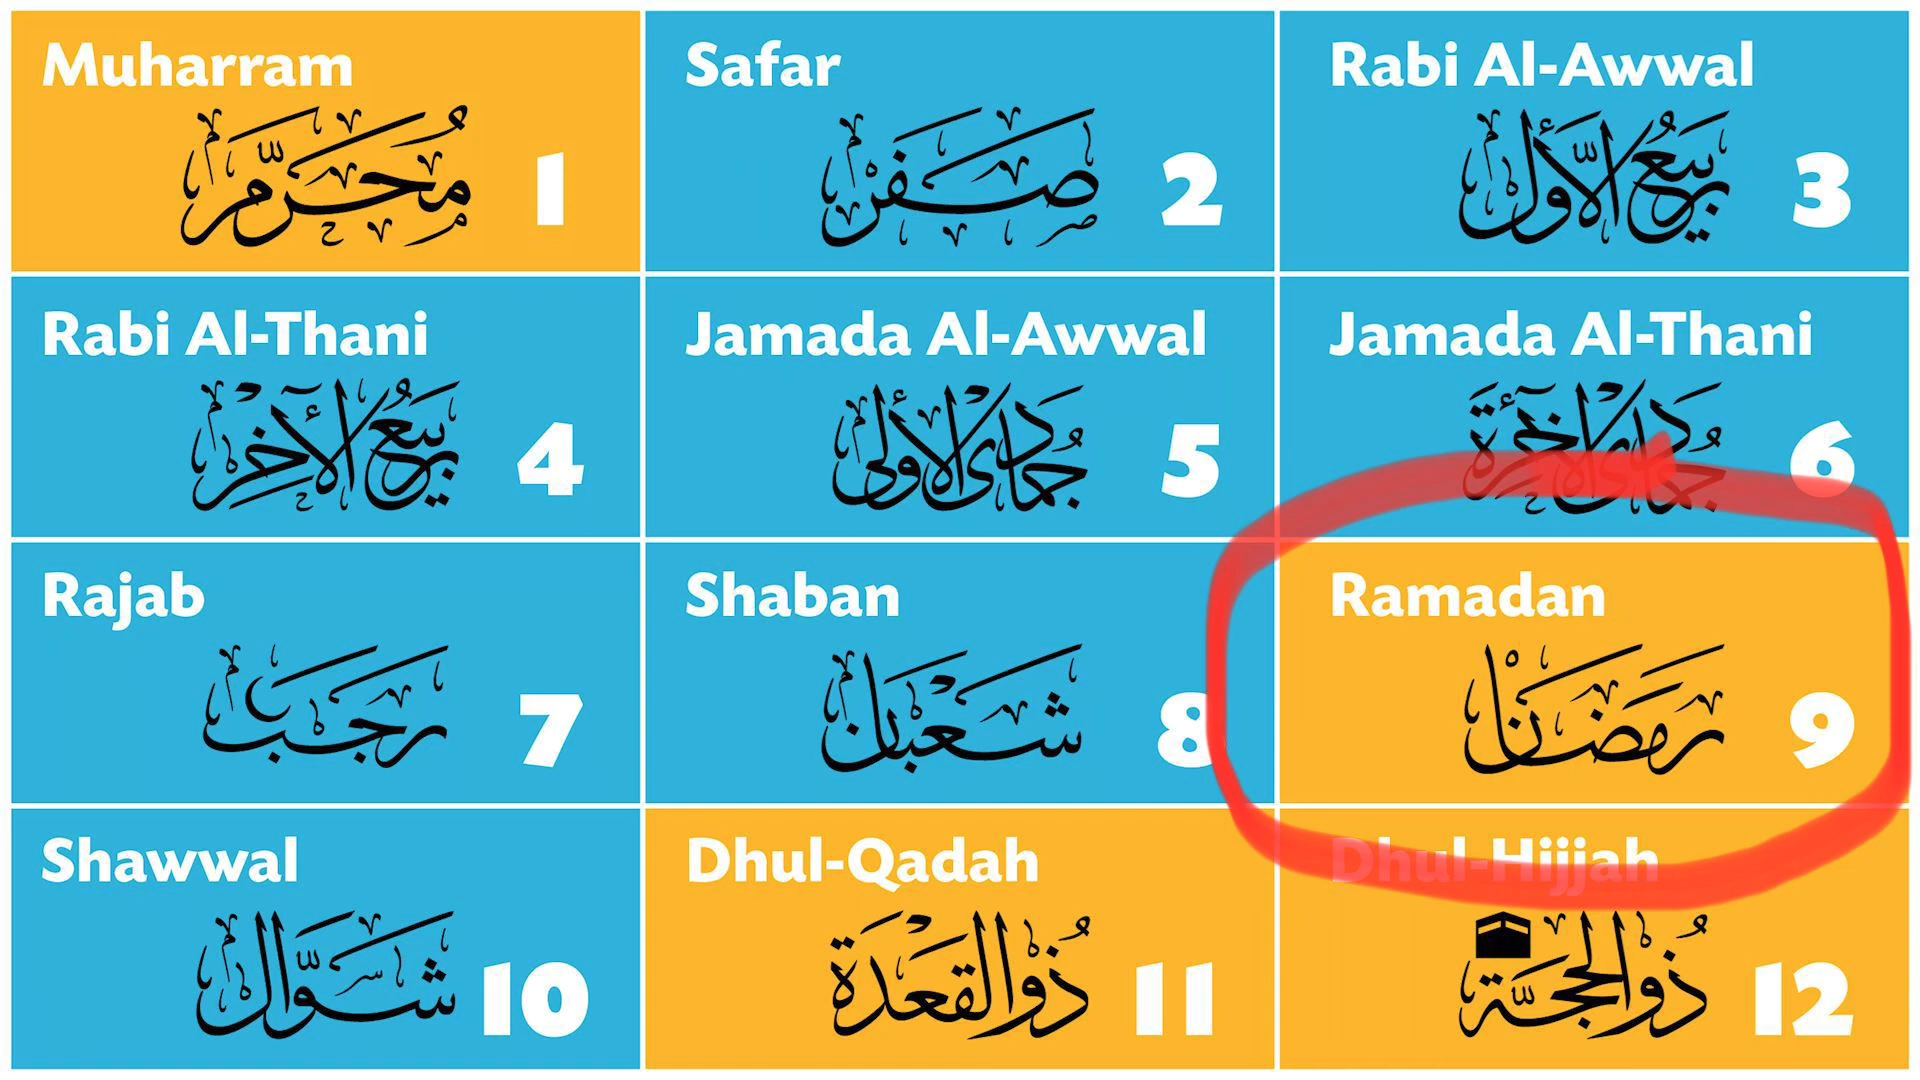 Muharram
مُحَرَّم
1
Safar
صَفَر
2
Rabi Al-Awwal
رَبِيعُ الأَوَّل
3
Rabi Al-Thani
رَبِيعُ الآخِر
4
Jamada Al-Awwal
جُمَادَى الأُولى
5
Jamada Al-Thani
جُمَادَى الآخِرَة
6
Rajab
رَجَب
7
Shaban
شَعْبَان
8
Ramadan
رَمَضَان
9
Shawwal
شَوَّال
10
Dhul-Qadah
ذُو القَعْدَة
11
Dhul-Hijjah
ذُو الحِجَّة
12